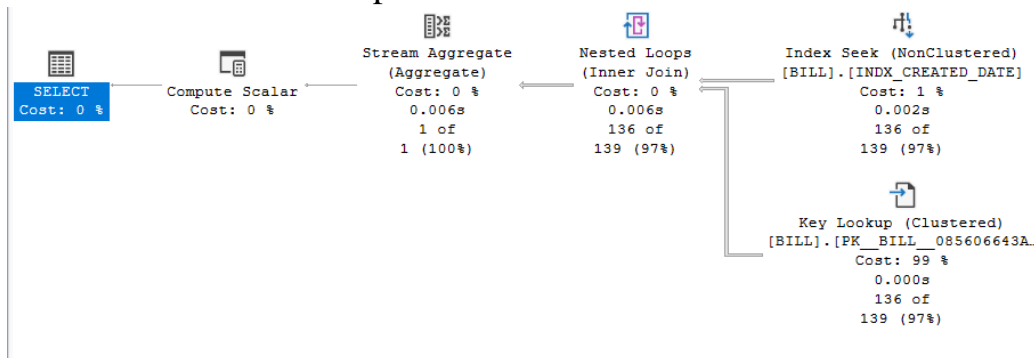 SELECT
Cost: 0 %
Compute Scalar
Cost: 0 %
Stream Aggregate
(Aggregate)
Cost: 0 %
0.006s
1 of
1 (100%)
Nested Loops
(Inner Join)
Cost: 0 %
0.006s
136 of
139 (97%)
Index Seek (NonClustered)
[BILL].[INDX_CREATED_DATE]
Cost: 1 %
0.002s
136 of
139 (97%)
Key Lookup (Clustered)
[BILL].[PK__BILL__085606643A…
Cost: 99 %
0.000s
136 of
139 (97%)